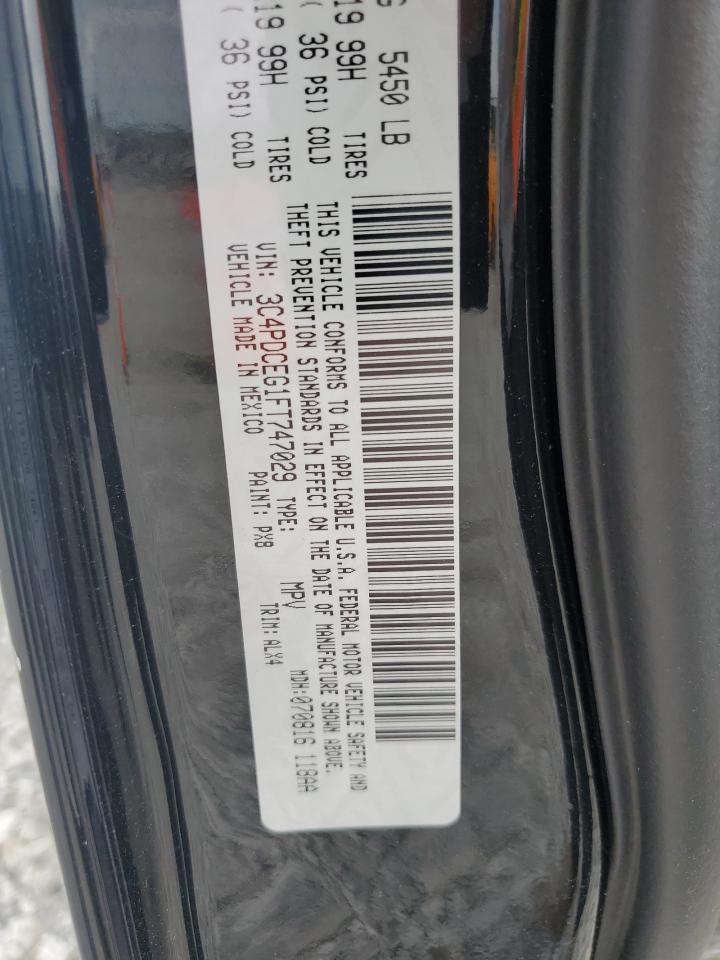 5450 LB
19 99H TIRES
( 36 PSI) COLD
19 99H TIRES
( 36 PSI) COLD
THIS VEHICLE CONFORMS TO ALL APPLICABLE U.S.A. FEDERAL MOTOR VEHICLE SAFETY AND
THEFT PREVENTION STANDARDS IN EFFECT ON THE DATE OF MANUFACTURE SHOWN ABOVE.
VIN: 3C4PDCEG1FT747029 TYPE: MPV MDH:070816 118AA
VEHICLE MADE IN MEXICO PAINT: PX8 TRIM:ALX4